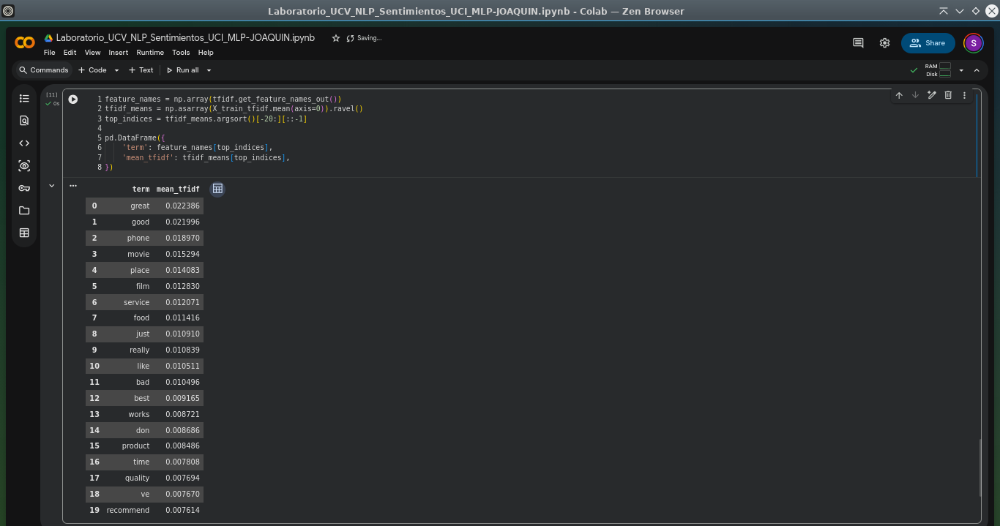 Laboratorio_UCV_NLP_Sentimientos_UCI_MLP-JOAQUIN.ipynb - Colab — Zen Browser
Laboratorio_UCV_NLP_Sentimientos_UCI_MLP-JOAQUIN.ipynb Saving...
Share
S
File Edit View Insert Runtime Tools Help
Commands + Code + Text Run all
RAM
Disk
[11]
0s
1 feature_names = np.array(tfidf.get_feature_names_out())
2 tfidf_means = np.asarray(X_train_tfidf.mean(axis=0)).ravel()
3 top_indices = tfidf_means.argsort()[-20:][::-1]
4
5 pd.DataFrame({
6 'term': feature_names[top_indices],
7 'mean_tfidf': tfidf_means[top_indices],
8 })
term mean_tfidf
0 great 0.022386
1 good 0.021996
2 phone 0.018970
3 movie 0.015294
4 place 0.014083
5 film 0.012830
6 service 0.012071
7 food 0.011416
8 just 0.010910
9 really 0.010839
10 like 0.010511
11 bad 0.010496
12 best 0.009165
13 works 0.008721
14 don 0.008686
15 product 0.008486
16 time 0.007808
17 quality 0.007694
18 ve 0.007670
19 recommend 0.007614